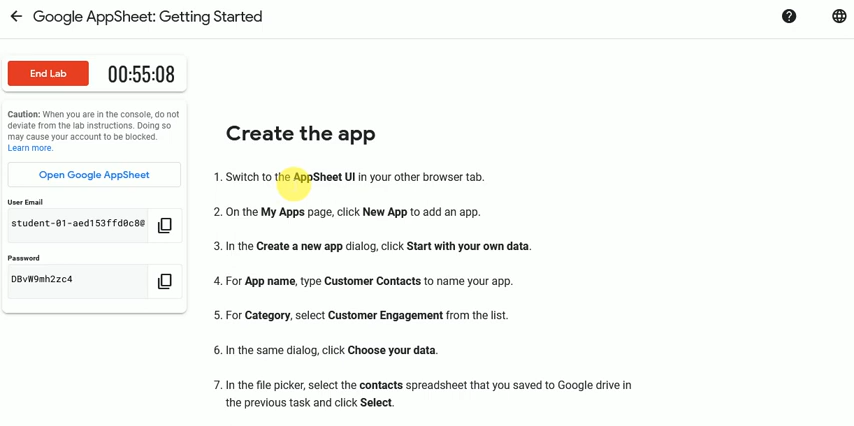 Google AppSheet: Getting Started
End Lab
00:55:08
Caution: When you are in the console, do not
deviate from the lab instructions. Doing so
may cause your account to be blocked.
Learn more.
Open Google AppSheet
User Email
student-01-aed153ffd0c8@
Password
DBvW9mh2zc4
Create the app
1. Switch to the AppSheet UI in your other browser tab.
2. On the My Apps page, click New App to add an app.
3. In the Create a new app dialog, click Start with your own data.
4. For App name, type Customer Contacts to name your app.
5. For Category, select Customer Engagement from the list.
6. In the same dialog, click Choose your data.
7. In the file picker, select the contacts spreadsheet that you saved to Google drive in
the previous task and click Select.